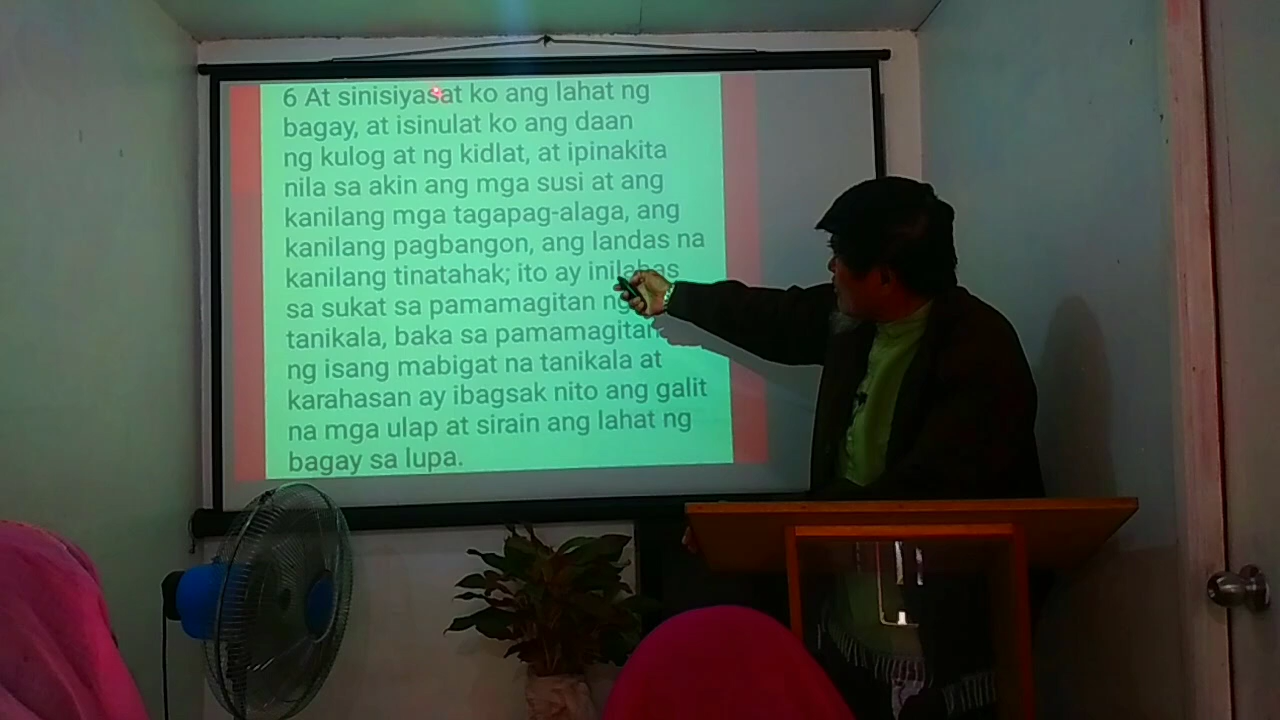 6 At sinisiyasat ko ang lahat ng
bagay, at isinulat ko ang daan
ng kulog at ng kidlat, at ipinakita
nila sa akin ang mga susi at ang
kanilang mga tagapag-alaga, ang
kanilang pagbangon, ang landas na
kanilang tinatahak; ito ay inilabas
sa sukat sa pamamagitan ng
tanikala, baka sa pamamagitan
ng isang mabigat na tanikala at
karahasan ay ibagsak nito ang galit
na mga ulap at sirain ang lahat ng
bagay sa lupa.